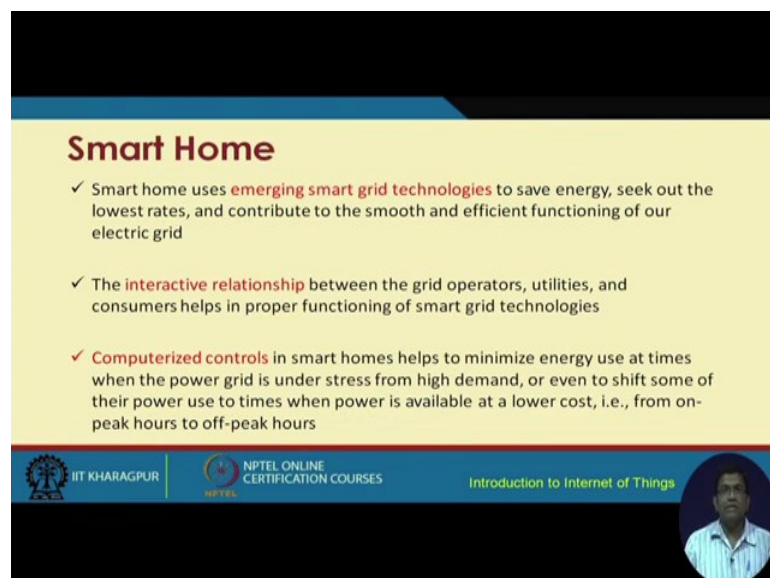 Smart Home
✓ Smart home uses emerging smart grid technologies to save energy, seek out the
lowest rates, and contribute to the smooth and efficient functioning of our
electric grid
✓ The interactive relationship between the grid operators, utilities, and
consumers helps in proper functioning of smart grid technologies
✓ Computerized controls in smart homes helps to minimize energy use at times
when the power grid is under stress from high demand, or even to shift some of
their power use to times when power is available at a lower cost, i.e., from on-
peak hours to off-peak hours
IIT KHARAGPUR
NPTEL
NPTEL ONLINE
CERTIFICATION COURSES
Introduction to Internet of Things